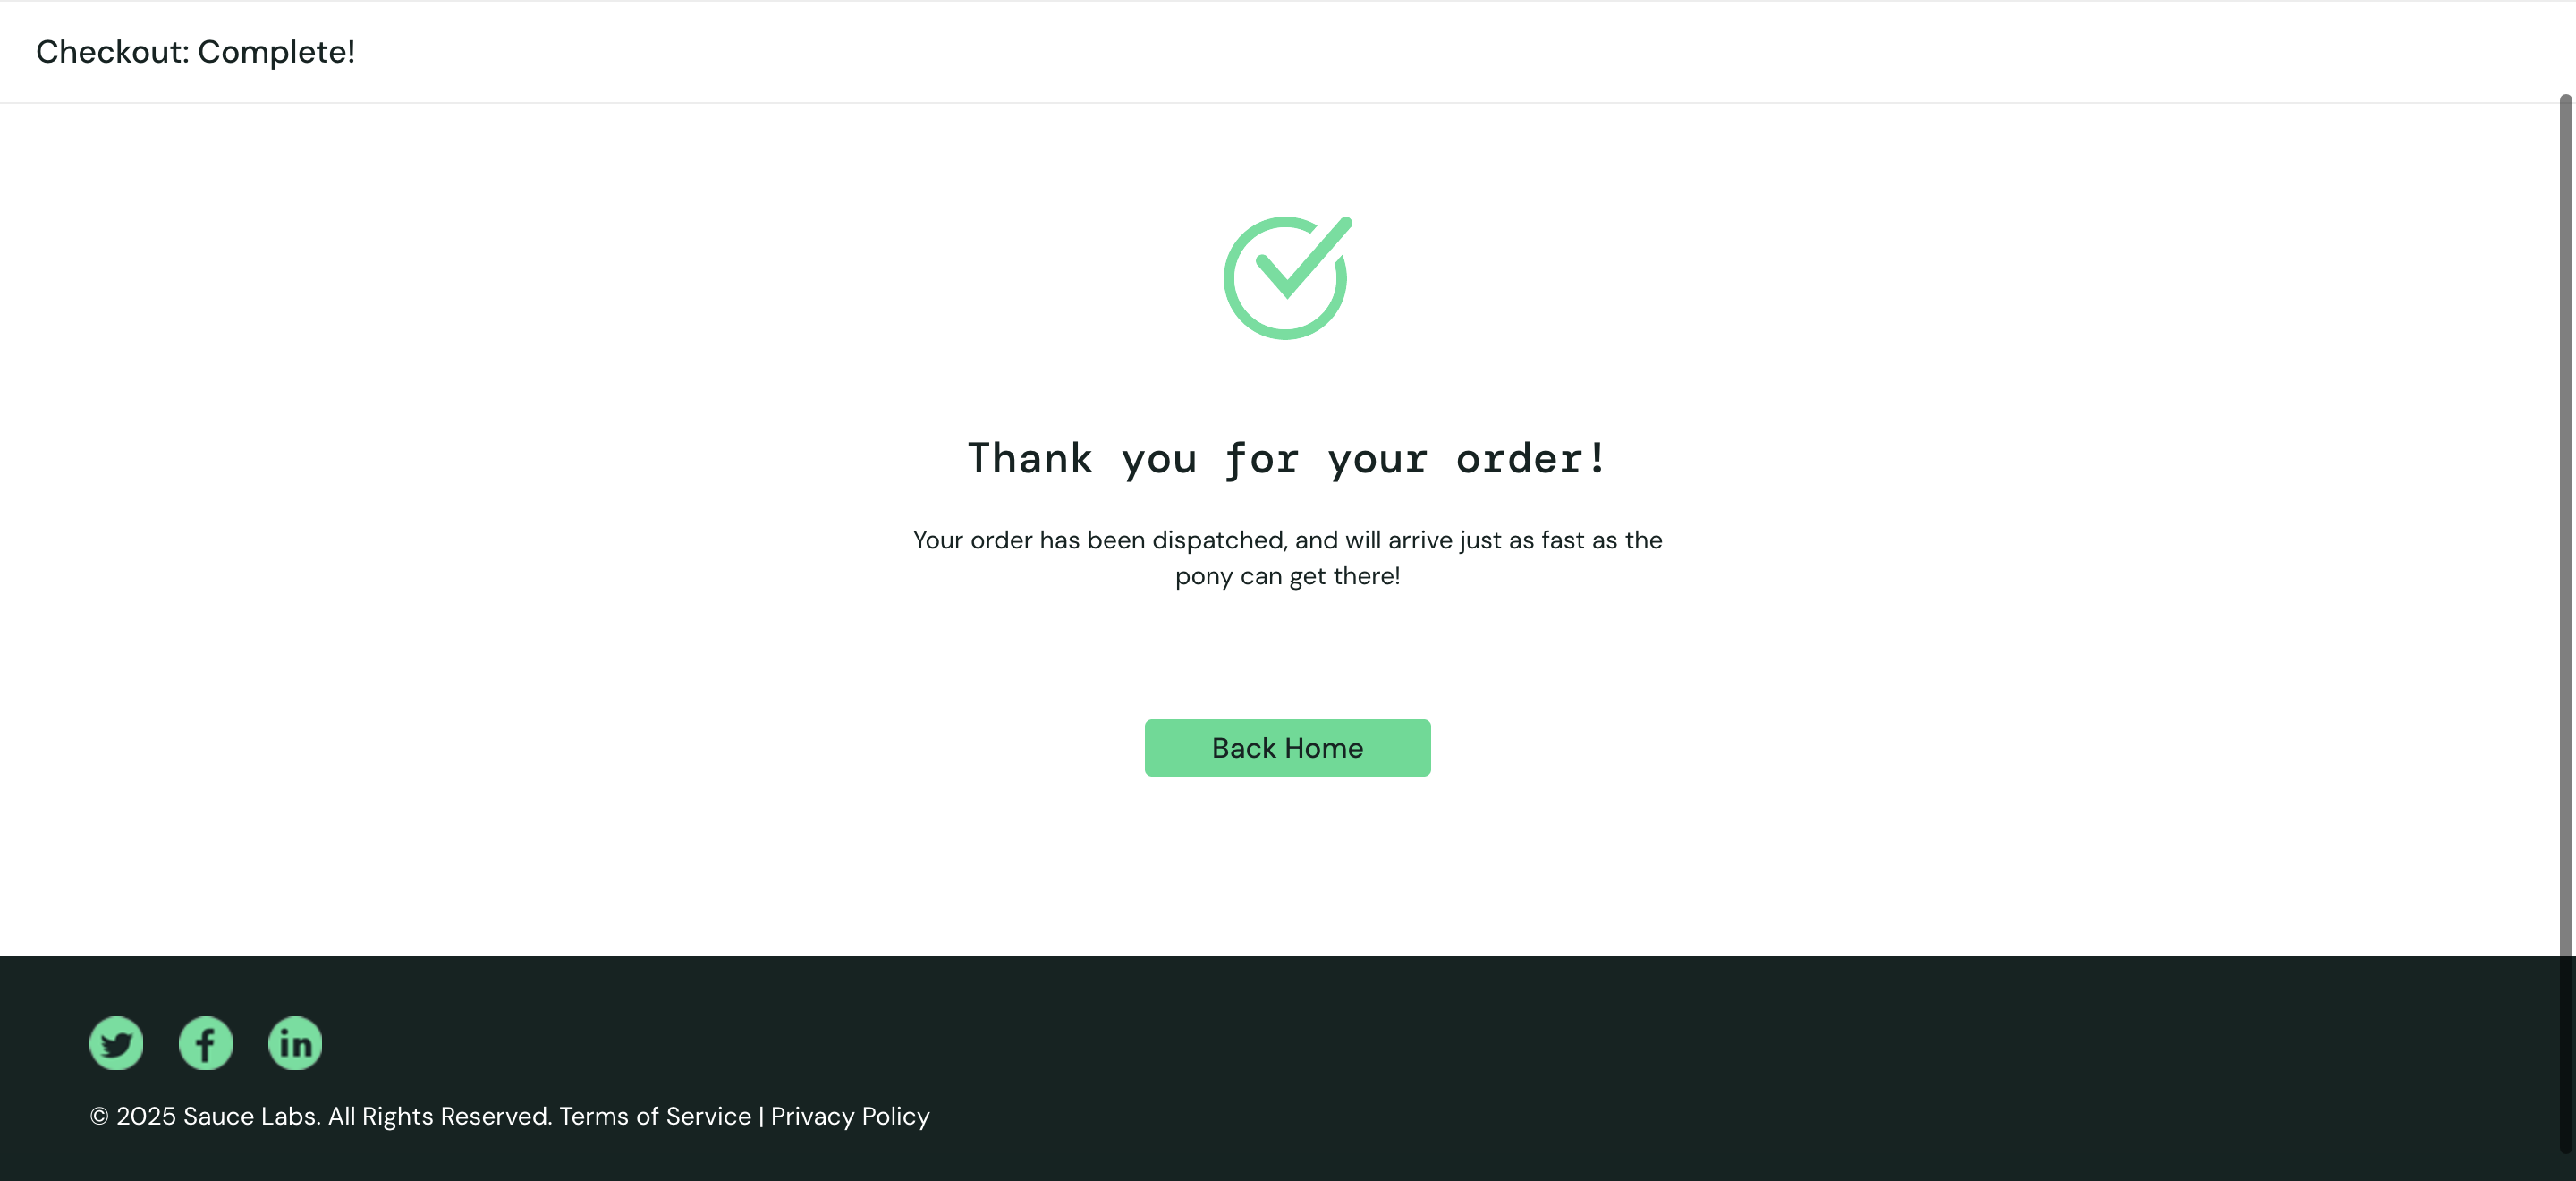 Checkout: Complete!
Thank you for your order!
Your order has been dispatched, and will arrive just as fast as the
pony can get there!
Back Home
© 2025 Sauce Labs. All Rights Reserved. Terms of Service | Privacy Policy